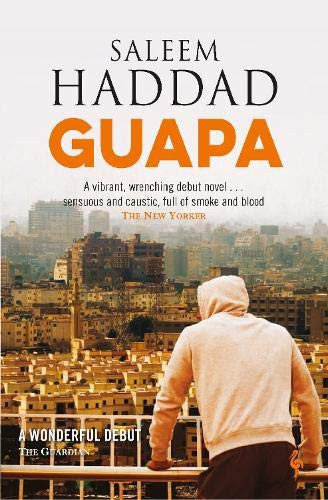 SALEEM
HADDAD
GUAPA
A vibrant, wrenching debut novel . . .
sensuous and caustic, full of smoke and blood
THE NEW YORKER
A WONDERFUL DEBUT
THE GUARDIAN